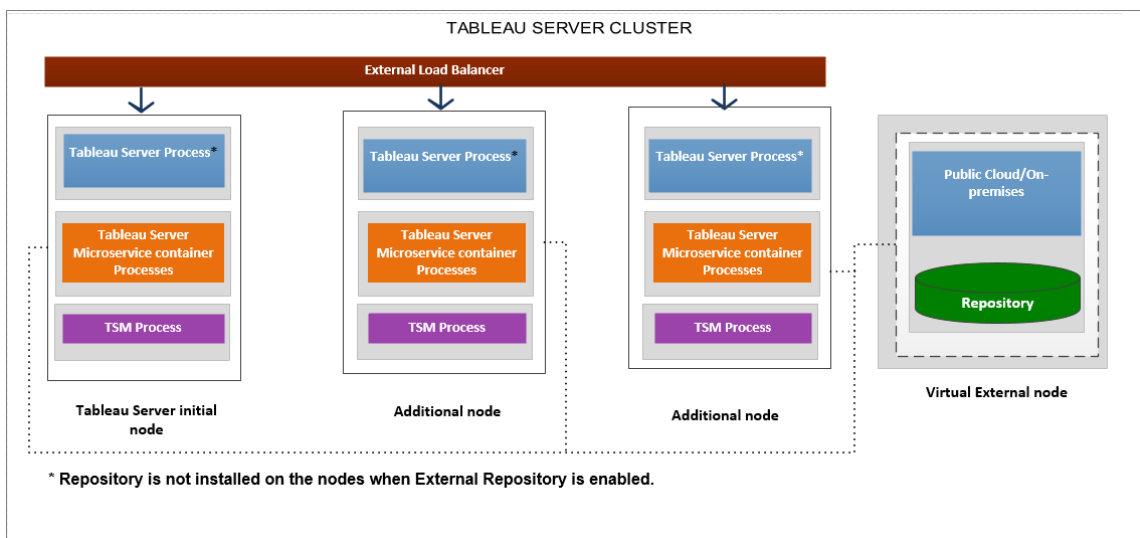 TABLEAU SERVER CLUSTER
External Load Balancer
Tableau Server Process*
Tableau Server
Microservice container
Processes
TSM Process
Tableau Server initial
node
Tableau Server Process*
Tableau Server
Microservice container
Processes
TSM Process
Additional node
Tableau Server Process*
Tableau Server
Microservice container
Processes
TSM Process
Additional node
Public Cloud/On-
premises
Repository
Virtual External node
* Repository is not installed on the nodes when External Repository is enabled.